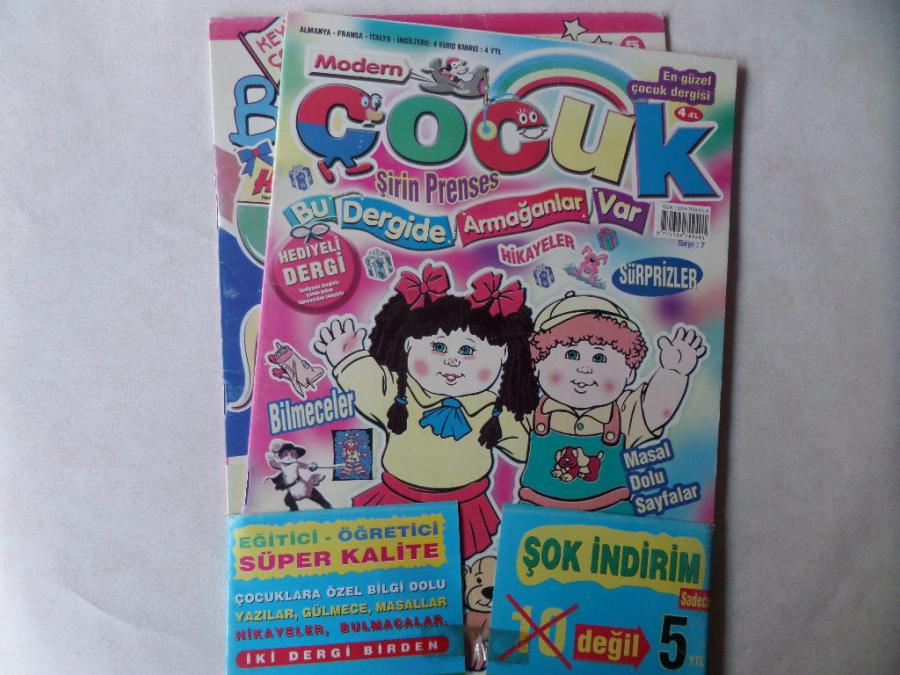 ALMANYA - FRANSA - İTALYA - İNGİLTERE: 4 EURO KIBRIS : 4 YTL
KEY
Modern
En güzel
çocuk dergisi
4 YTL
B
Çocuk
Şirin Prenses
Bu Dergide Armağanlar Var
Sayı : 7
HEDİYELİ
DERGİ
HİKAYELER
SÜRPRİZLER
Bilmeceler
Masal
Dolu
Sayfalar
EĞİTİCİ - ÖĞRETİCİ
SÜPER KALİTE
ÇOCUKLARA ÖZEL BİLGİ DOLU
YAZILAR, GÜLMECE, MASALLAR
HİKAYELER, BULMACALAR.
İKİ DERGİ BİRDEN
ŞOK İNDİRİM
Sadece
10 değil 5 YTL